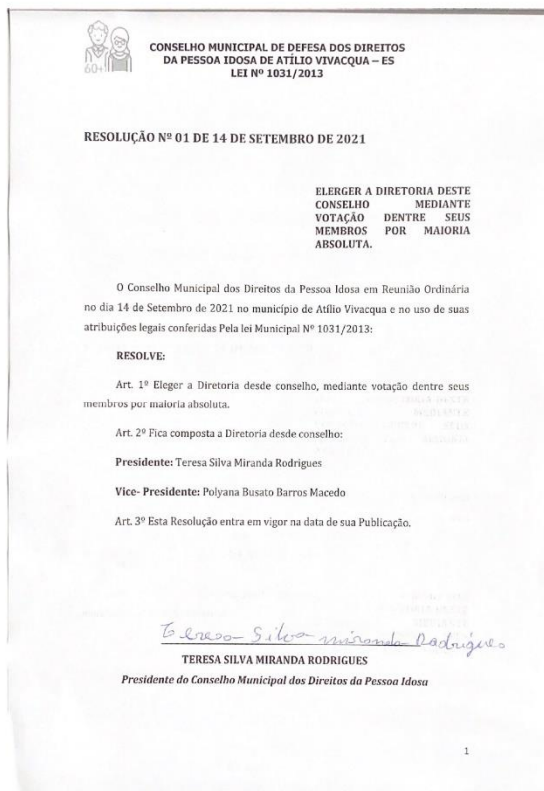 60+
CONSELHO MUNICIPAL DE DEFESA DOS DIREITOS
DA PESSOA IDOSA DE ATÍLIO VIVACQUA – ES
LEI Nº 1031/2013
RESOLUÇÃO Nº 01 DE 14 DE SETEMBRO DE 2021
ELERGER A DIRETORIA DESTE
CONSELHO MEDIANTE
VOTAÇÃO DENTRE SEUS
MEMBROS POR MAIORIA
ABSOLUTA.
O Conselho Municipal dos Direitos da Pessoa Idosa em Reunião Ordinária
no dia 14 de Setembro de 2021 no município de Atílio Vivacqua e no uso de suas
atribuições legais conferidas Pela lei Municipal Nº 1031/2013:
RESOLVE:
Art. 1º Eleger a Diretoria desde conselho, mediante votação dentre seus
membros por maioria absoluta.
Art. 2º Fica composta a Diretoria desde conselho:
Presidente: Teresa Silva Miranda Rodrigues
Vice- Presidente: Polyana Busato Barros Macedo
Art. 3º Esta Resolução entra em vigor na data de sua Publicação.
Teresa Silva miranda Rodrigues
TERESA SILVA MIRANDA RODRIGUES
Presidente do Conselho Municipal dos Direitos da Pessoa Idosa
1